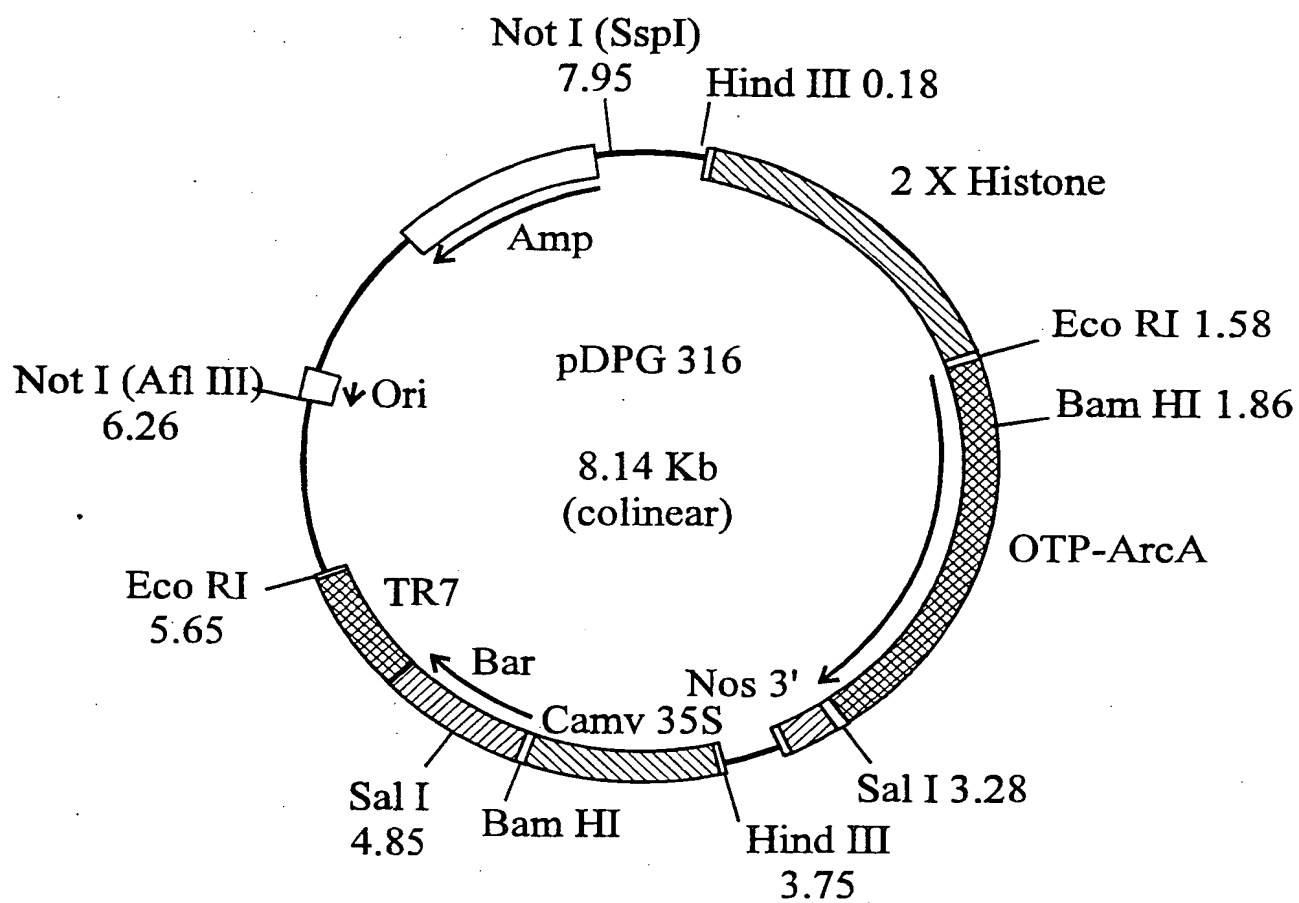 Not I (SspI)
7.95
Hind III 0.18
2 X Histone
Amp
Eco RI 1.58
pDPG 316
Bam HI 1.86
Not I (Afl III)
6.26
Ori
8.14 Kb
(colinear)
OTP-ArcA
Eco RI
5.65
TR7
Bar
Nos 3'
Camv 35S
Sal I 3.28
Sal I
4.85
Bam HI
Hind III
3.75